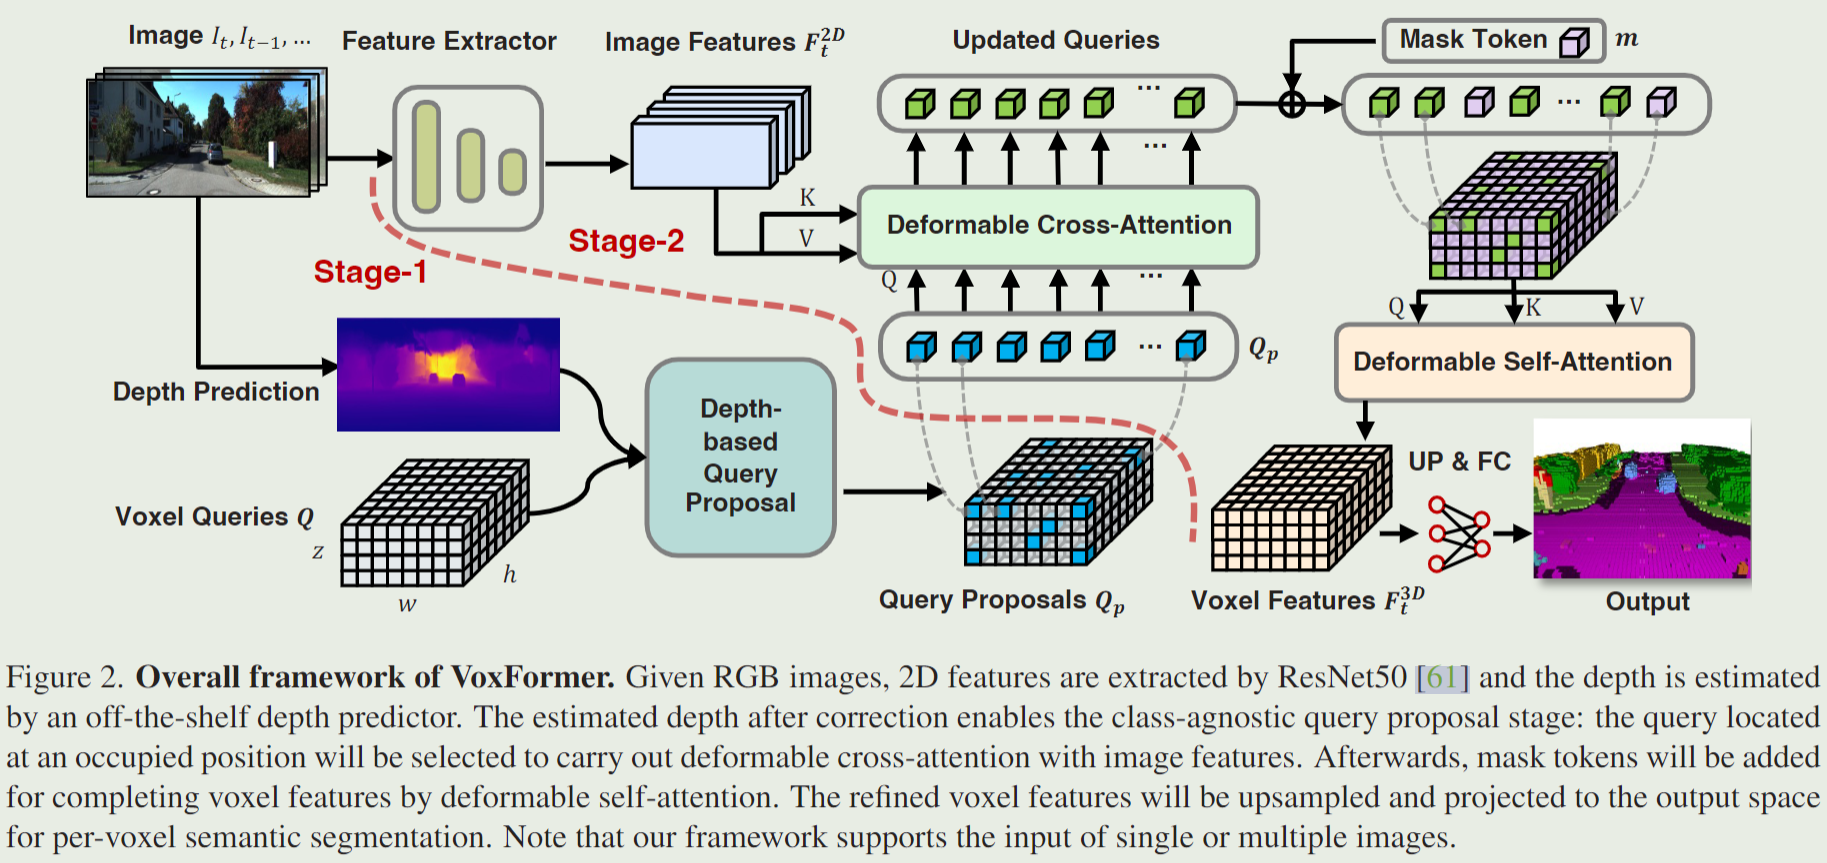 Image I_t, I_{t-1}, ...
Feature Extractor
Image Features F_t^{2D}
Updated Queries
Mask Token
m
...
...
...
K
V
Deformable Cross-Attention
Stage-2
Stage-1
Q
...
...
Q_p
Q
K
V
Deformable Self-Attention
Depth Prediction
Depth-
based
Query
Proposal
UP & FC
Voxel Queries Q
z
h
w
Query Proposals Q_p
Voxel Features F_t^{3D}
Output
Figure 2. Overall framework of VoxFormer. Given RGB images, 2D features are extracted by ResNet50 [61] and the depth is estimated
by an off-the-shelf depth predictor. The estimated depth after correction enables the class-agnostic query proposal stage: the query located
at an occupied position will be selected to carry out deformable cross-attention with image features. Afterwards, mask tokens will be added
for completing voxel features by deformable self-attention. The refined voxel features will be upsampled and projected to the output space
for per-voxel semantic segmentation. Note that our framework supports the input of single or multiple images.